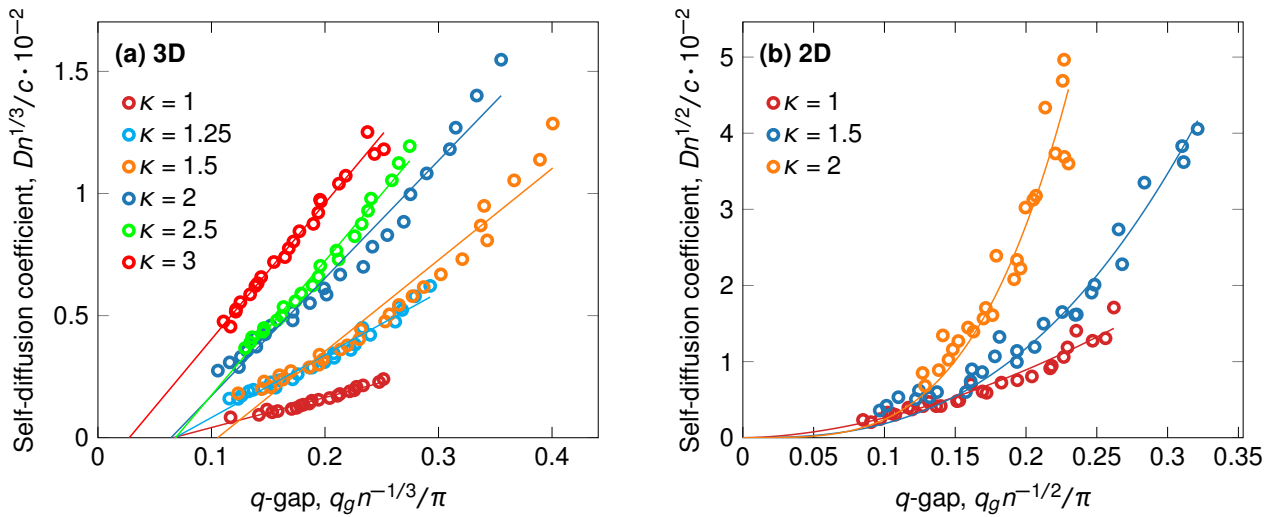 (a) 3D
Self-diffusion coefficient, Dn^{1/3}/c · 10^{−2}
1.5
1
0.5
0
κ = 1
κ = 1.25
κ = 1.5
κ = 2
κ = 2.5
κ = 3
0 0.1 0.2 0.3 0.4
q-gap, q_g n^{−1/3}/π
(b) 2D
Self-diffusion coefficient, Dn^{1/2}/c · 10^{−2}
5
4
3
2
1
0
κ = 1
κ = 1.5
κ = 2
0 0.05 0.1 0.15 0.2 0.25 0.3 0.35
q-gap, q_g n^{−1/2}/π